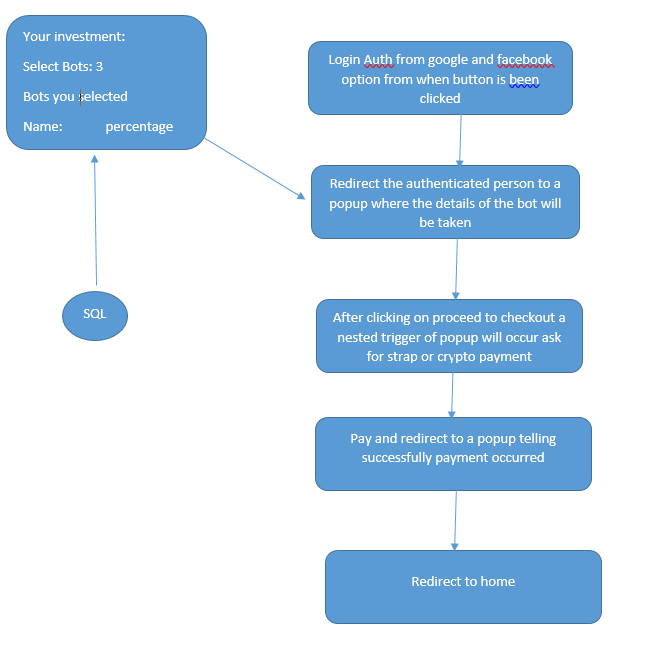 Your investment:
Select Bots: 3
Bots you selected
Name: percentage
SQL
Login Auth from google and facebook
option from when button is been
clicked
Redirect the authenticated person to a
popup where the details of the bot will
be taken
After clicking on proceed to checkout a
nested trigger of popup will occur ask
for strap or crypto payment
Pay and redirect to a popup telling
successfully payment occurred
Redirect to home